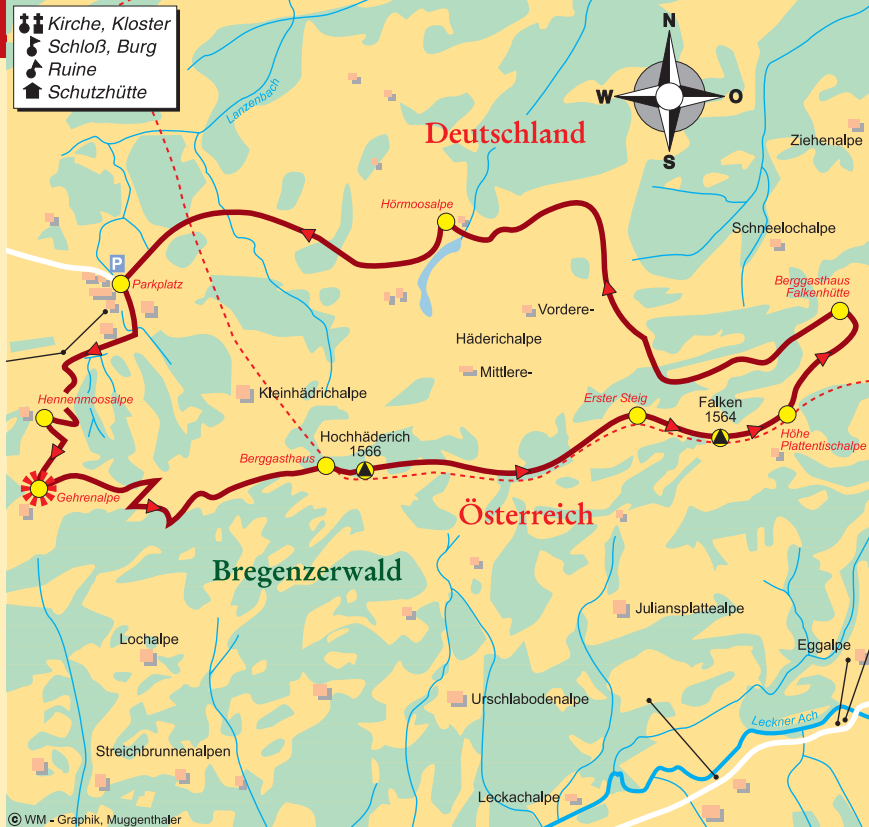 Kirche, Kloster
Schloß, Burg
Ruine
Schutzhütte
N
W
O
S
Lanzenbach
Deutschland
Ziehenalpe
Hörmoosalpe
Schneelochalpe
P
Parkplatz
Berggasthaus
Falkenhütte
Vordere-
Häderichalpe
Mittlere-
Kleinhädrichalpe
Hennenmoosalpe
Erster Steig
Falken
1564
Höhe
Plattentischalpe
Hochhäderich
1566
Berggasthaus
Gehrenalpe
Österreich
Bregenzerwald
Juliansplattealpe
Lochalpe
Eggalpe
Urschlabodenalpe
Leckner Ach
Streichbrunnenalpen
Leckachalpe
© WM - Graphik, Muggenthaler